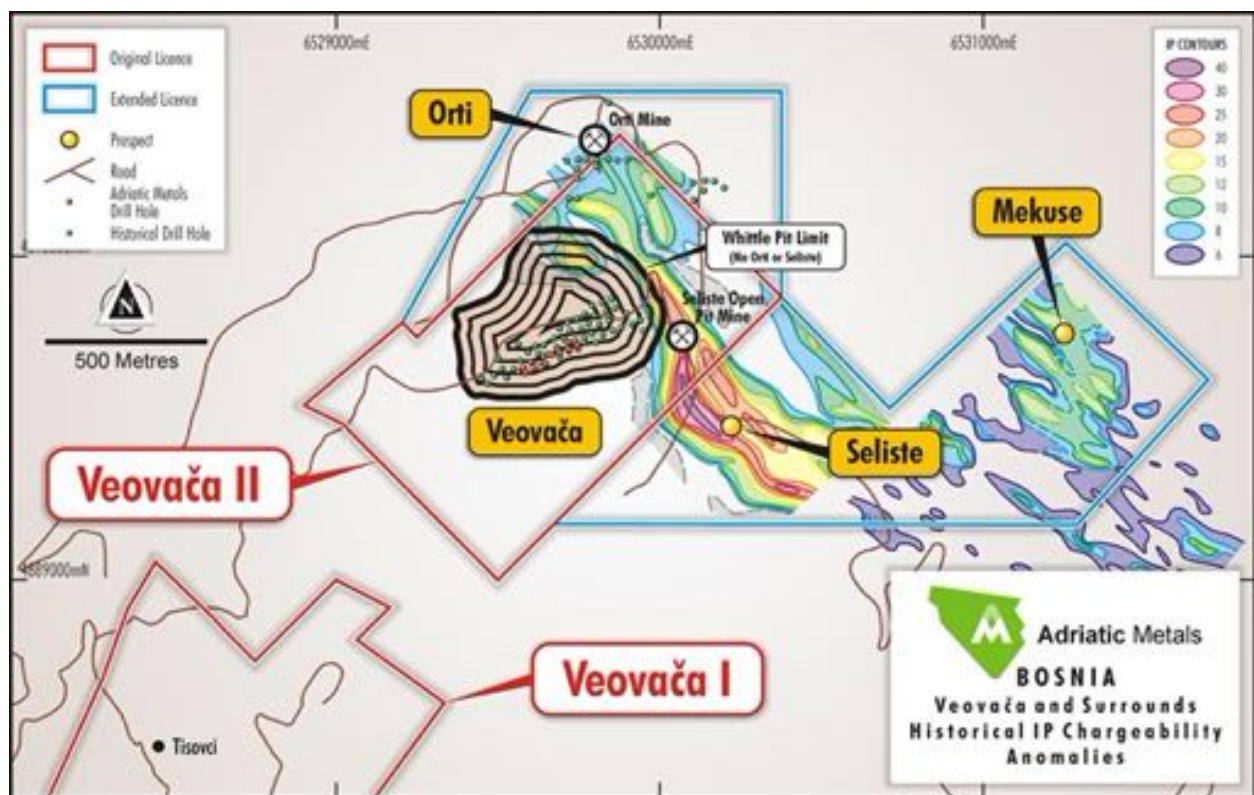 6529000mE
6530000mE
6531000mE
Original Licence
Extended Licence
Prospect
Road
Adriatic Metals
Drill Hole
Historical Drill Hole
N
500 Metres
IP CONTOURS
40
30
25
20
15
12
10
8
6
Orti
Orti Mine
Mekuse
Whittle Pit Limit
(No Orti or Seliste)
Seliste Open
Pit Mine
Veovača
Seliste
Veovača II
Veovača I
Tisovci
Adriatic Metals
BOSNIA
Veovača and Surrounds
Historical IP Chargeability
Anomalies